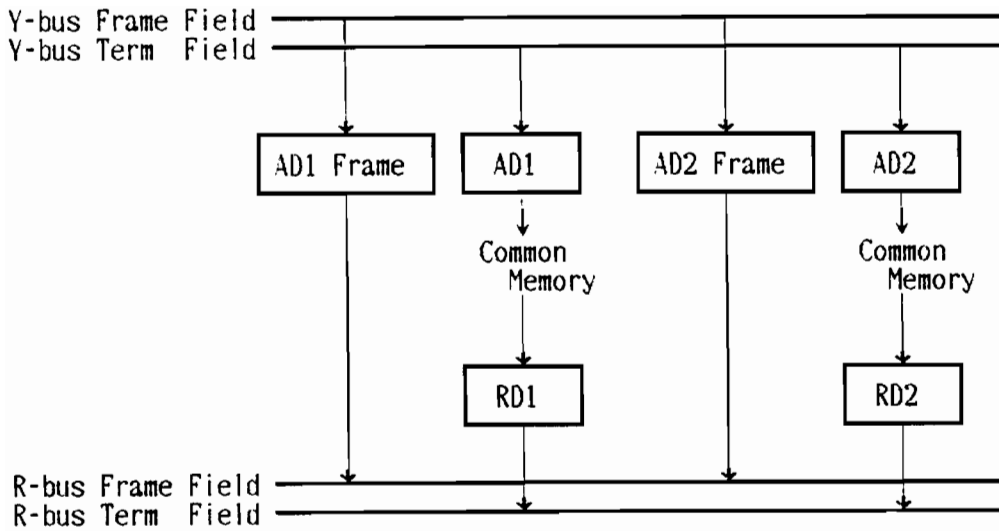 Y-bus Frame Field
Y-bus Term Field
AD1 Frame
AD1
AD2 Frame
AD2
Common
Memory
Common
Memory
RD1
RD2
R-bus Frame Field
R-bus Term Field